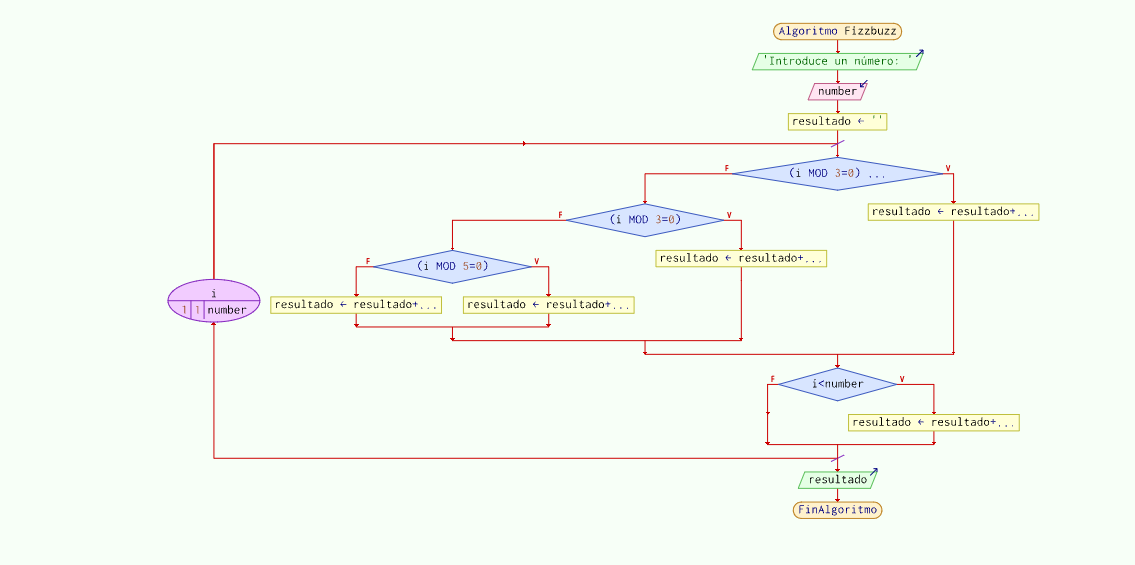 Algoritmo Fizzbuzz
'Introduce un número: '
number
resultado ← ''
F (i MOD 3=0) ... V
resultado ← resultado+...
F (i MOD 3=0) V
resultado ← resultado+...
F (i MOD 5=0) V
i
1 1 number
resultado ← resultado+...
resultado ← resultado+...
F i<number V
resultado ← resultado+...
resultado
FinAlgoritmo